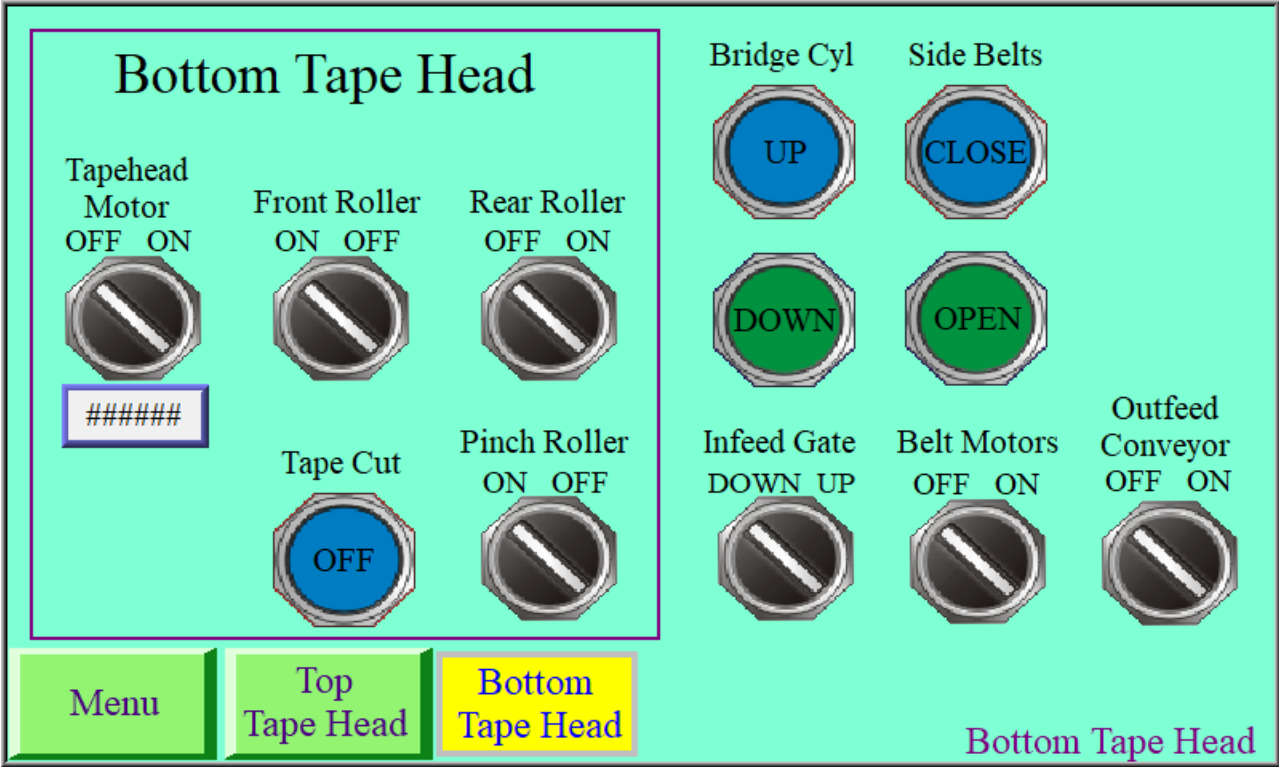 Bottom Tape Head
Tapehead
Motor
OFF ON
Front Roller
ON OFF
Rear Roller
OFF ON
######
Tape Cut
OFF
Pinch Roller
ON OFF
Bridge Cyl
UP
DOWN
Side Belts
CLOSE
OPEN
Infeed Gate
DOWN UP
Belt Motors
OFF ON
Outfeed
Conveyor
OFF ON
Menu
Top
Tape Head
Bottom
Tape Head
Bottom Tape Head